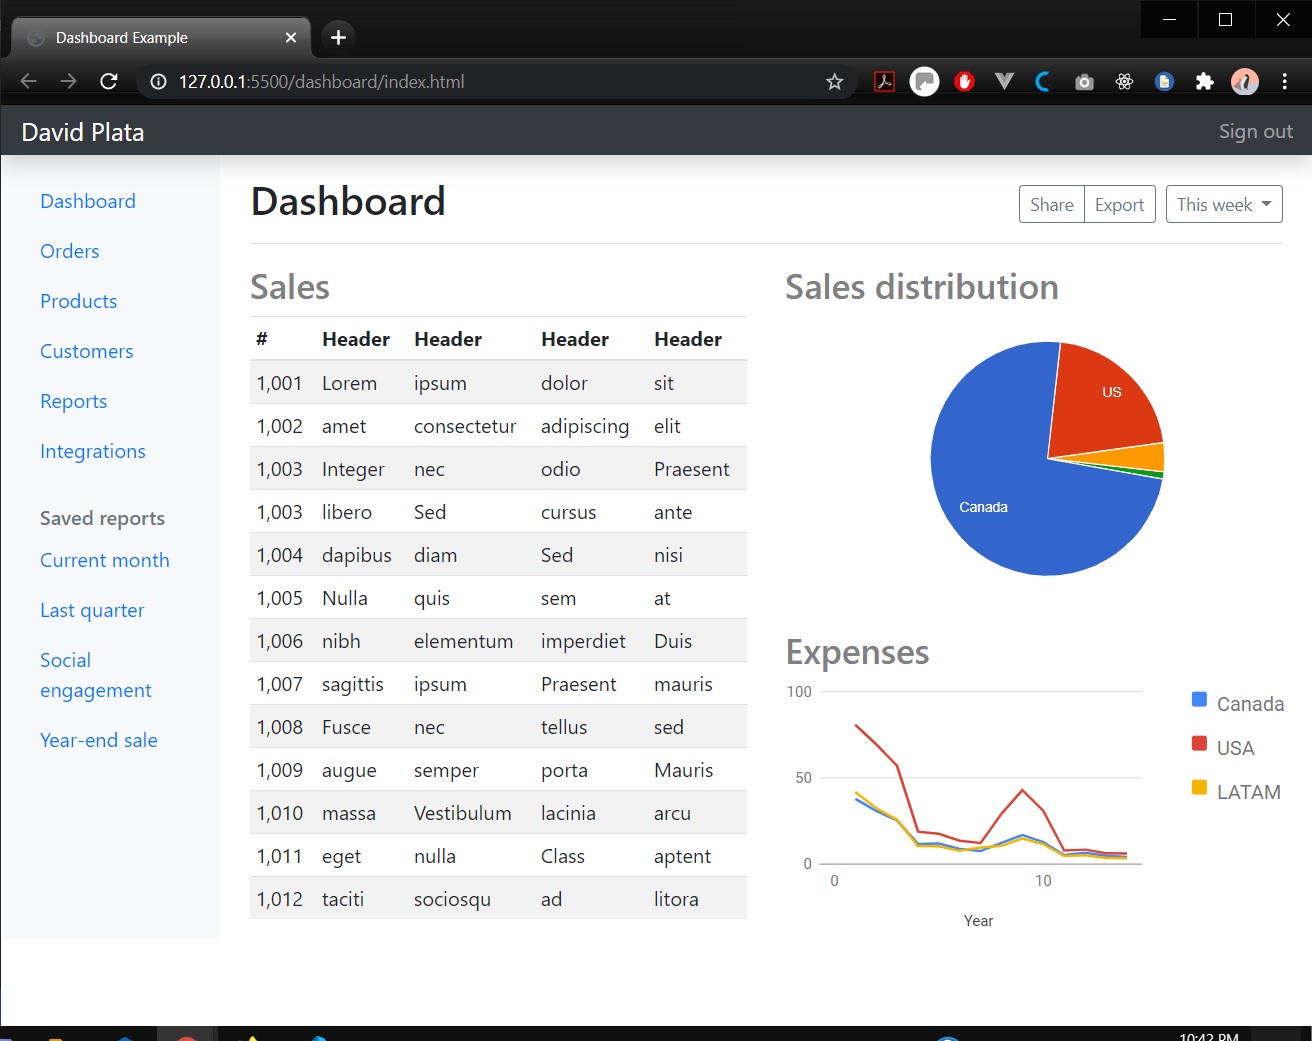 Dashboard Example
127.0.0.1:5500/dashboard/index.html
David Plata
Sign out
Dashboard
Orders
Products
Customers
Reports
Integrations
Saved reports
Current month
Last quarter
Social
engagement
Year-end sale
Dashboard
Share Export This week
Sales
# Header Header Header Header
1,001 Lorem ipsum dolor sit
1,002 amet consectetur adipiscing elit
1,003 Integer nec odio Praesent
1,003 libero Sed cursus ante
1,004 dapibus diam Sed nisi
1,005 Nulla quis sem at
1,006 nibh elementum imperdiet Duis
1,007 sagittis ipsum Praesent mauris
1,008 Fusce nec tellus sed
1,009 augue semper porta Mauris
1,010 massa Vestibulum lacinia arcu
1,011 eget nulla Class aptent
1,012 taciti sociosqu ad litora
Sales distribution
US
Canada
Expenses
100
50
0
0 10
Year
Canada
USA
LATAM
10:42 PM